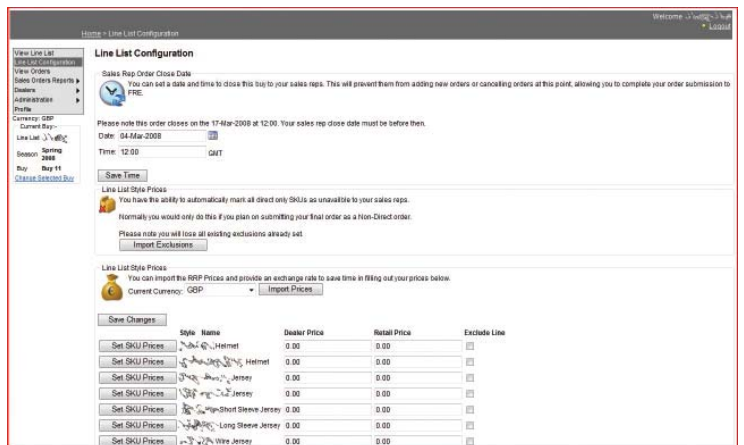 Welcome
Logout
Home > Line List Configuration
View Line List
Line List Configuration
View Orders
Sales Orders Reports
Dealers
Administration
Profile
Currency: GBP
Current Buy:-
Line List
Season Spring 2008
Buy Buy 11
Change Selected Buy
Line List Configuration
Sales Rep Order Close Date
You can set a date and time to close this buy to your sales reps. This will prevent them from adding new orders or cancelling orders at this point, allowing you to complete your order submission to
FRE.
Please note this order closes on the 17-Mar-2008 at 12:00. Your sales rep close date must be before then.
Date: 04-Mar-2008
Time: 12:00 GMT
Save Time
Line List Style Prices
You have the ability to automatically mark all direct only SKUs as unavailble to your sales reps.
Normally you would only do this if you plan on submitting your final order as a Non-Direct order.
Please note you will lose all existing exclusions already set.
Import Exclusions
Line List Style Prices
You can import the RRP Prices and provide an exchange rate to save time in filling out your prices below.
Current Currency: GBP Import Prices
Save Changes
Style Name Dealer Price Retail Price Exclude Line
Set SKU Prices Helmet 0.00 0.00
Set SKU Prices Helmet 0.00 0.00
Set SKU Prices Jersey 0.00 0.00
Set SKU Prices Jersey 0.00 0.00
Set SKU Prices Short Sleeve Jersey 0.00 0.00
Set SKU Prices Long Sleeve Jersey 0.00 0.00
Set SKU Prices Wire Jersey 0.00 0.00